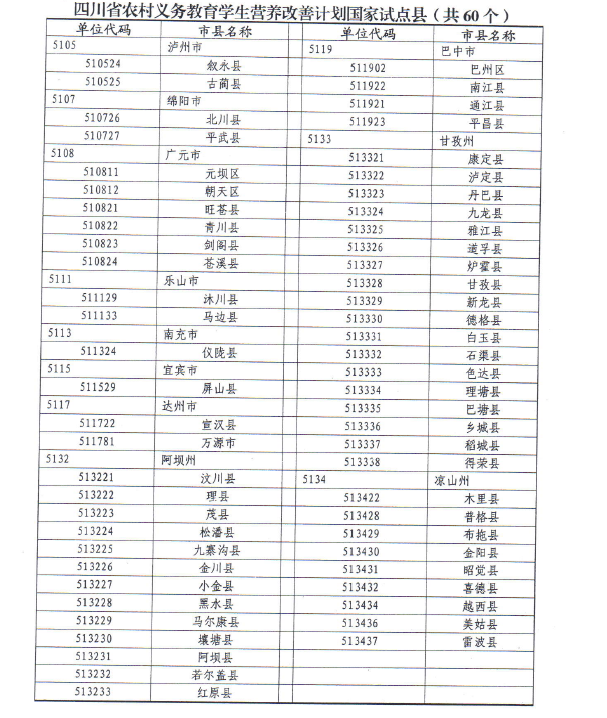 四川省农村义务教育学生营养改善计划国家试点县（共60个）
单位代码 市县名称
5105 泸州市
510524 叙永县
510525 古蔺县
5107 绵阳市
510726 北川县
510727 平武县
5108 广元市
510811 元坝区
510812 朝天区
510821 旺苍县
510822 青川县
510823 剑阁县
510824 苍溪县
5111 乐山市
511129 沐川县
511133 马边县
5113 南充市
511324 仪陇县
5115 宜宾市
511529 屏山县
5117 达州市
511722 宣汉县
511781 万源市
5132 阿坝州
513221 汶川县
513222 理县
513223 茂县
513224 松潘县
513225 九寨沟县
513226 金川县
513227 小金县
513228 黑水县
513229 马尔康县
513230 壤塘县
513231 阿坝县
513232 若尔盖县
513233 红原县
单位代码 市县名称
5119 巴中市
511902 巴州区
511922 南江县
511921 通江县
511923 平昌县
5133 甘孜州
513321 康定县
513322 泸定县
513323 丹巴县
513324 九龙县
513325 雅江县
513326 道孚县
513327 炉霍县
513328 甘孜县
513329 新龙县
513330 德格县
513331 白玉县
513332 石渠县
513333 色达县
513334 理塘县
513335 巴塘县
513336 乡城县
513337 稻城县
513338 得荣县
5134 凉山州
513422 木里县
513428 普格县
513429 布拖县
513430 金阳县
513431 昭觉县
513432 喜德县
513434 越西县
513436 美姑县
513437 雷波县